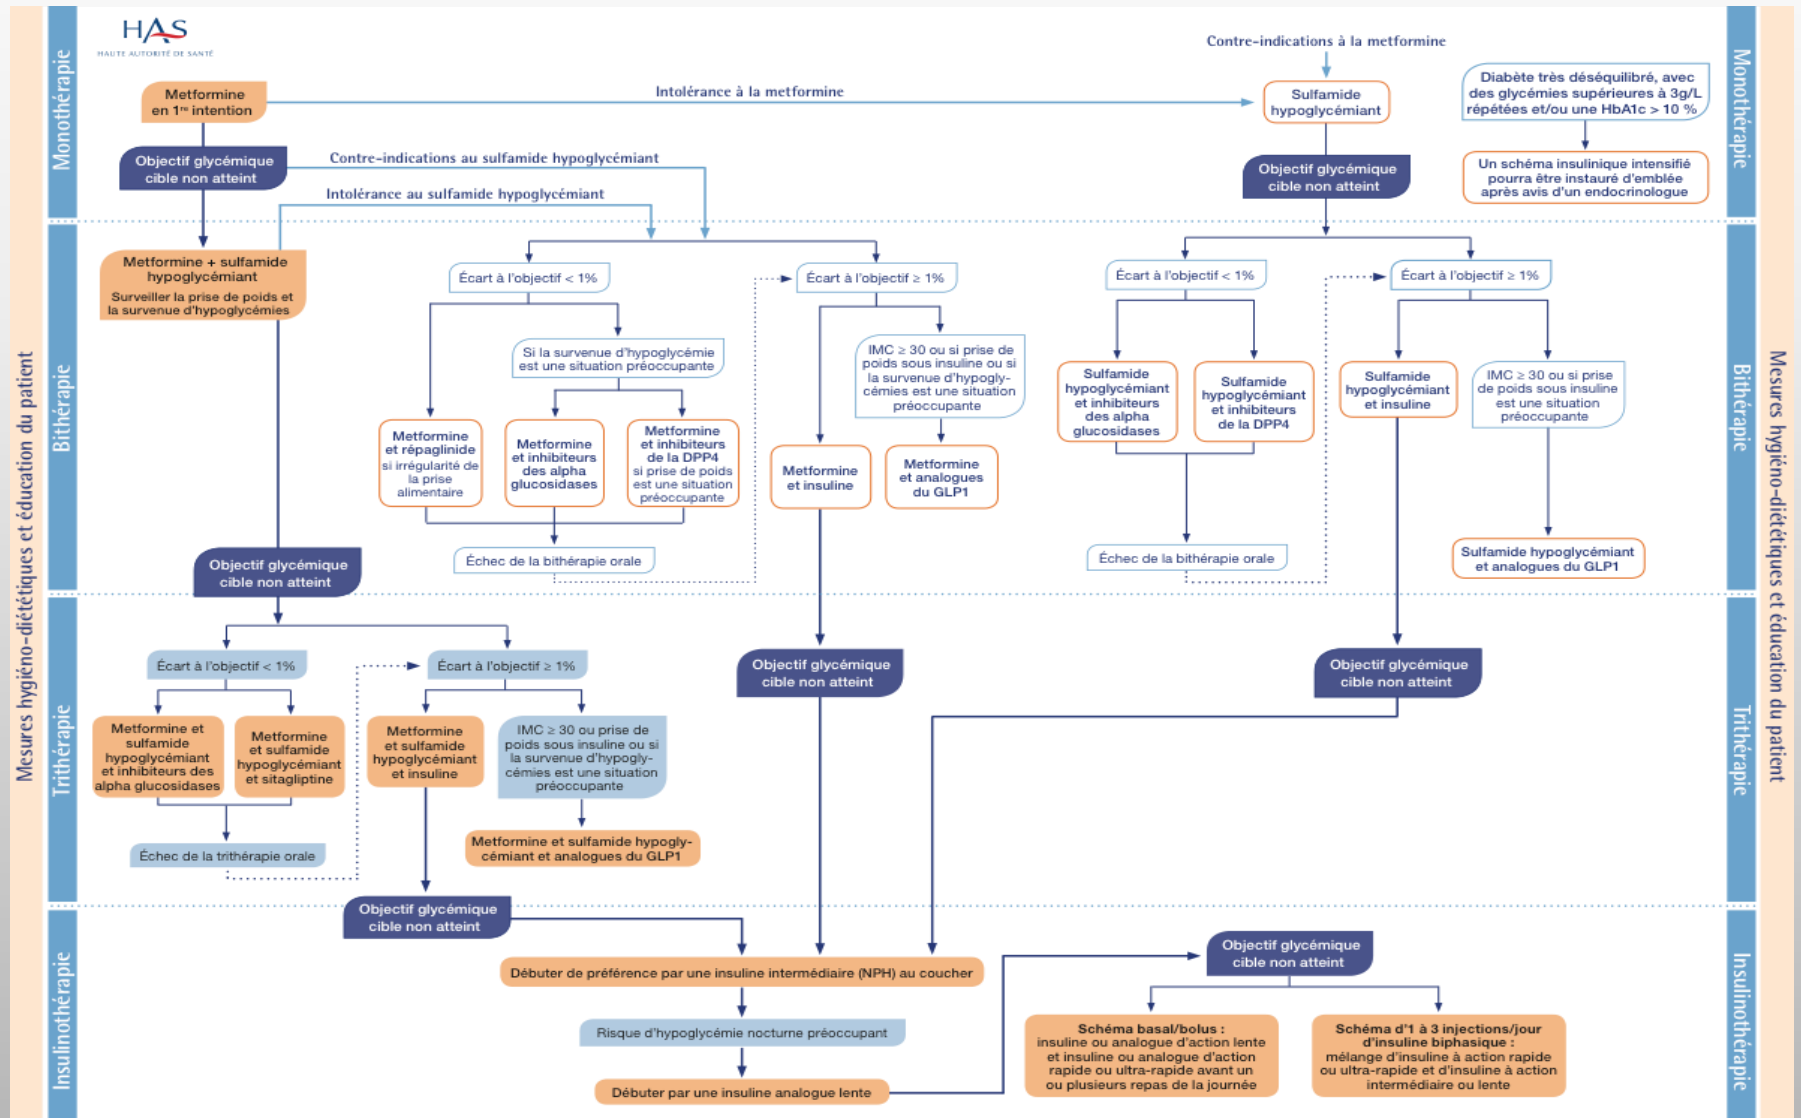 HAS
HAUTE AUTORITÉ DE SANTÉ
Mesures hygiéno-diététiques et éducation du patient
Monothérapie
Metformine
en 1re intention
Intolérance à la metformine
Contre-indications à la metformine
Sulfamide
hypoglycémiant
Diabète très déséquilibré, avec
des glycémies supérieures à 3g/L
répétées et/ou une HbA1c > 10 %
Objectif glycémique
cible non atteint
Contre-indications au sulfamide hypoglycémiant
Intolérance au sulfamide hypoglycémiant
Objectif glycémique
cible non atteint
Un schéma insulinique intensifié
pourra être instauré d'emblée
après avis d'un endocrinologue
Monothérapie
Bithérapie
Metformine + sulfamide
hypoglycémiant
Surveiller la prise de poids et
la survenue d'hypoglycémies
Écart à l'objectif < 1%
Écart à l'objectif ≥ 1%
Si la survenue d'hypoglycémie
est une situation préoccupante
IMC ≥ 30 ou si prise de
poids sous insuline ou si
la survenue d'hypogly-
cémies est une situation
préoccupante
Metformine
et répaglinide
si irrégularité de
la prise
alimentaire
Metformine
et inhibiteurs
des alpha
glucosidases
Metformine
et inhibiteurs
de la DPP4
si prise de poids
est une situation
préoccupante
Metformine
et insuline
Metformine
et analogues
du GLP1
Échec de la bithérapie orale
Écart à l'objectif < 1%
Écart à l'objectif ≥ 1%
Sulfamide
hypoglycémiant
et inhibiteurs
des alpha
glucosidases
Sulfamide
hypoglycémiant
et inhibiteurs
de la DPP4
Sulfamide
hypoglycémiant
et insuline
IMC ≥ 30 ou si prise
de poids sous insuline
est une situation
préoccupante
Échec de la bithérapie orale
Sulfamide hypoglycémiant
et analogues du GLP1
Objectif glycémique
cible non atteint
Bithérapie
Trithérapie
Écart à l'objectif < 1%
Écart à l'objectif ≥ 1%
Objectif glycémique
cible non atteint
Objectif glycémique
cible non atteint
Metformine et
sulfamide
hypoglycémiant
et inhibiteurs des
alpha glucosidases
Metformine
et sulfamide
hypoglycémiant
et sitagliptine
Metformine
et sulfamide
hypoglycémiant
et insuline
IMC ≥ 30 ou prise de
poids sous insuline ou si
la survenue d'hypogly-
cémies est une situation
préoccupante
Échec de la trithérapie orale
Metformine et sulfamide hypogly-
cémiant et analogues du GLP1
Trithérapie
Insulinothérapie
Objectif glycémique
cible non atteint
Débuter de préférence par une insuline intermédiaire (NPH) au coucher
Risque d'hypoglycémie nocturne préoccupant
Débuter par une insuline analogue lente
Objectif glycémique
cible non atteint
Schéma basal/bolus :
insuline ou analogue d'action lente
et insuline ou analogue d'action
rapide ou ultra-rapide avant un
ou plusieurs repas de la journée
Schéma d'1 à 3 injections/jour
d'insuline biphasique :
mélange d'insuline à action rapide
ou ultra-rapide et d'insuline à action
intermédiaire ou lente
Insulinothérapie
Mesures hygiéno-diététiques et éducation du patient